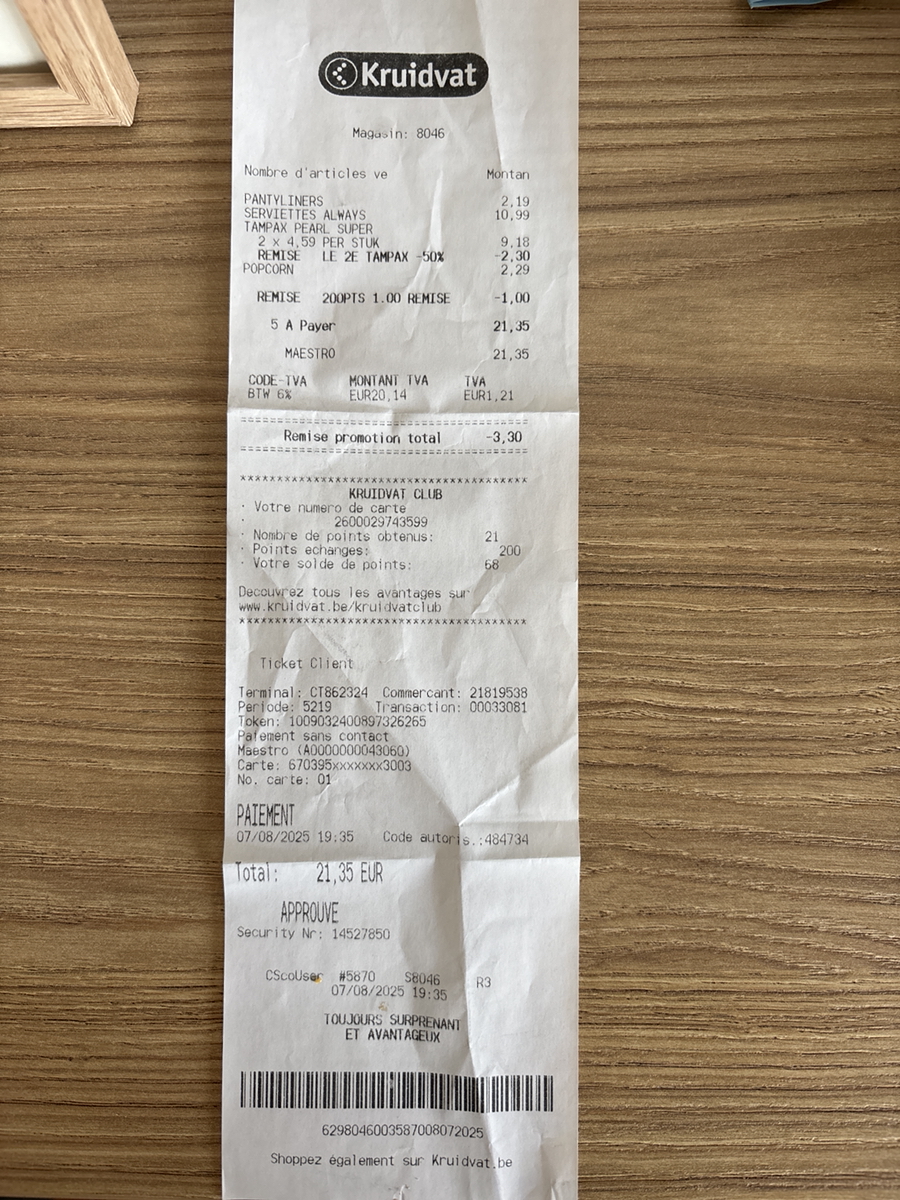 Kruidvat
Magasin: 8046
Nombre d'articles ve Montan
PANTYLINERS 2,19
SERVIETTES ALWAYS 10,99
TAMPAX PEARL SUPER
2 x 4,59 PER STUK 9,18
REMISE LE 2E TAMPAX -50% -2,30
POPCORN 2,29
REMISE 200PTS 1.00 REMISE -1,00
5 A Payer 21,35
MAESTRO 21,35
CODE-TVA MONTANT TVA TVA
BTW 6% EUR20,14 EUR1,21
==================================
Remise promotion total -3,30
==================================
**************************************
KRUIDVAT CLUB
· Votre numero de carte
· 2600029743599
· Nombre de points obtenus: 21
· Points echanges: 200
· Votre solde de points: 68
Decouvrez tous les avantages sur
www.kruidvat.be/kruidvatclub
**************************************
Ticket Client
Terminal: CT862324 Commercant: 21819538
Periode: 5219 Transaction: 00033081
Token: 1009032400897326265
Paiement sans contact
Maestro (A0000000043060)
Carte: 670395xxxxxxx3003
No. carte: 01
PAIEMENT
07/08/2025 19:35 Code autoris.:484734
Total: 21,35 EUR
APPROUVE
Security Nr: 14527850
CScoUser #5870 S8046 R3
07/08/2025 19:35
TOUJOURS SURPRENANT
ET AVANTAGEUX
6298046003587008072025
Shoppez également sur Kruidvat.be